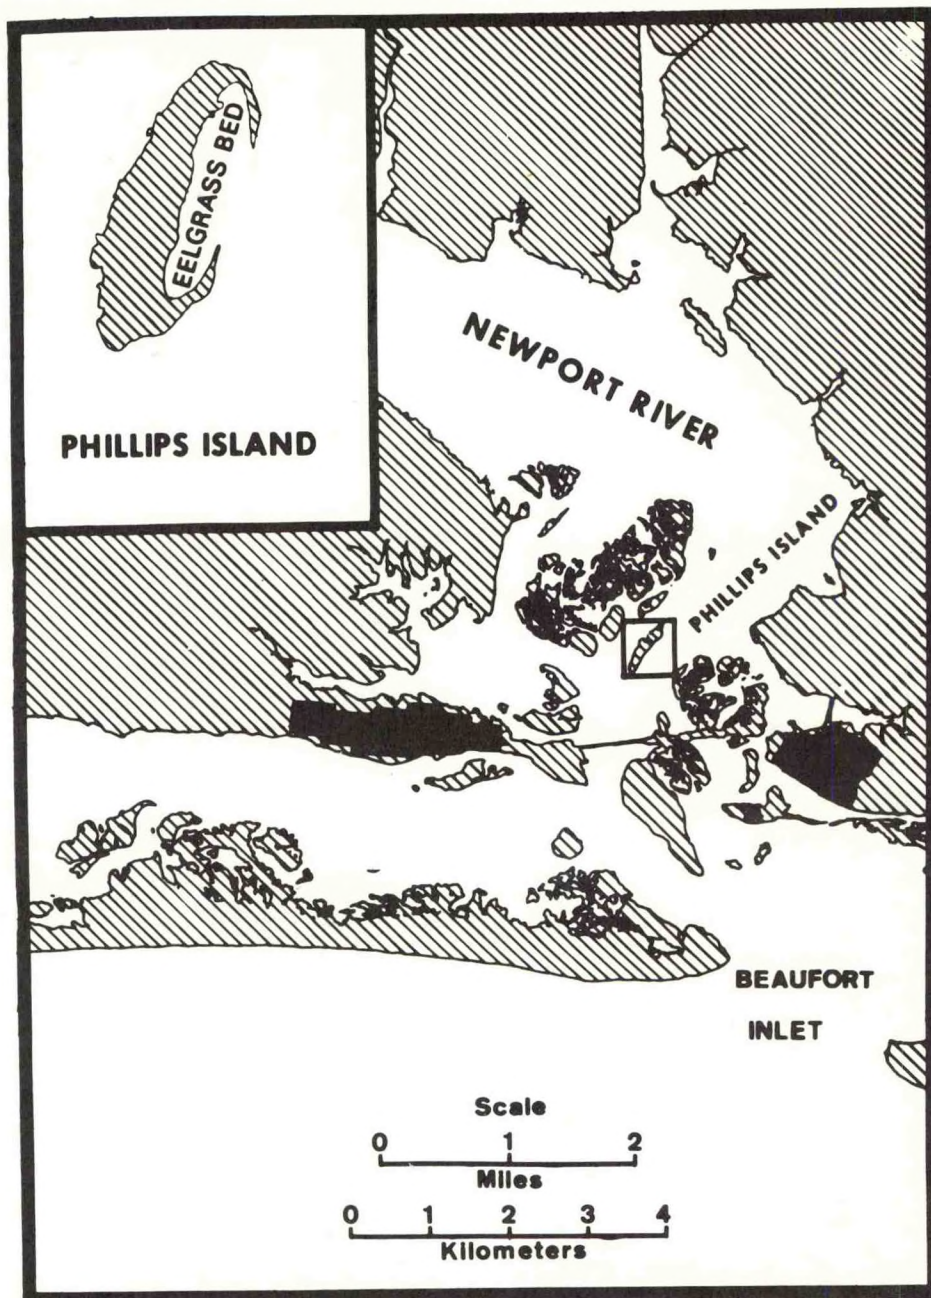 EELGRASS BED
PHILLIPS ISLAND
NEWPORT RIVER
PHILLIPS ISLAND
BEAUFORT
INLET
Scale
0 1 2
Miles
0 1 2 3 4
Kilometers